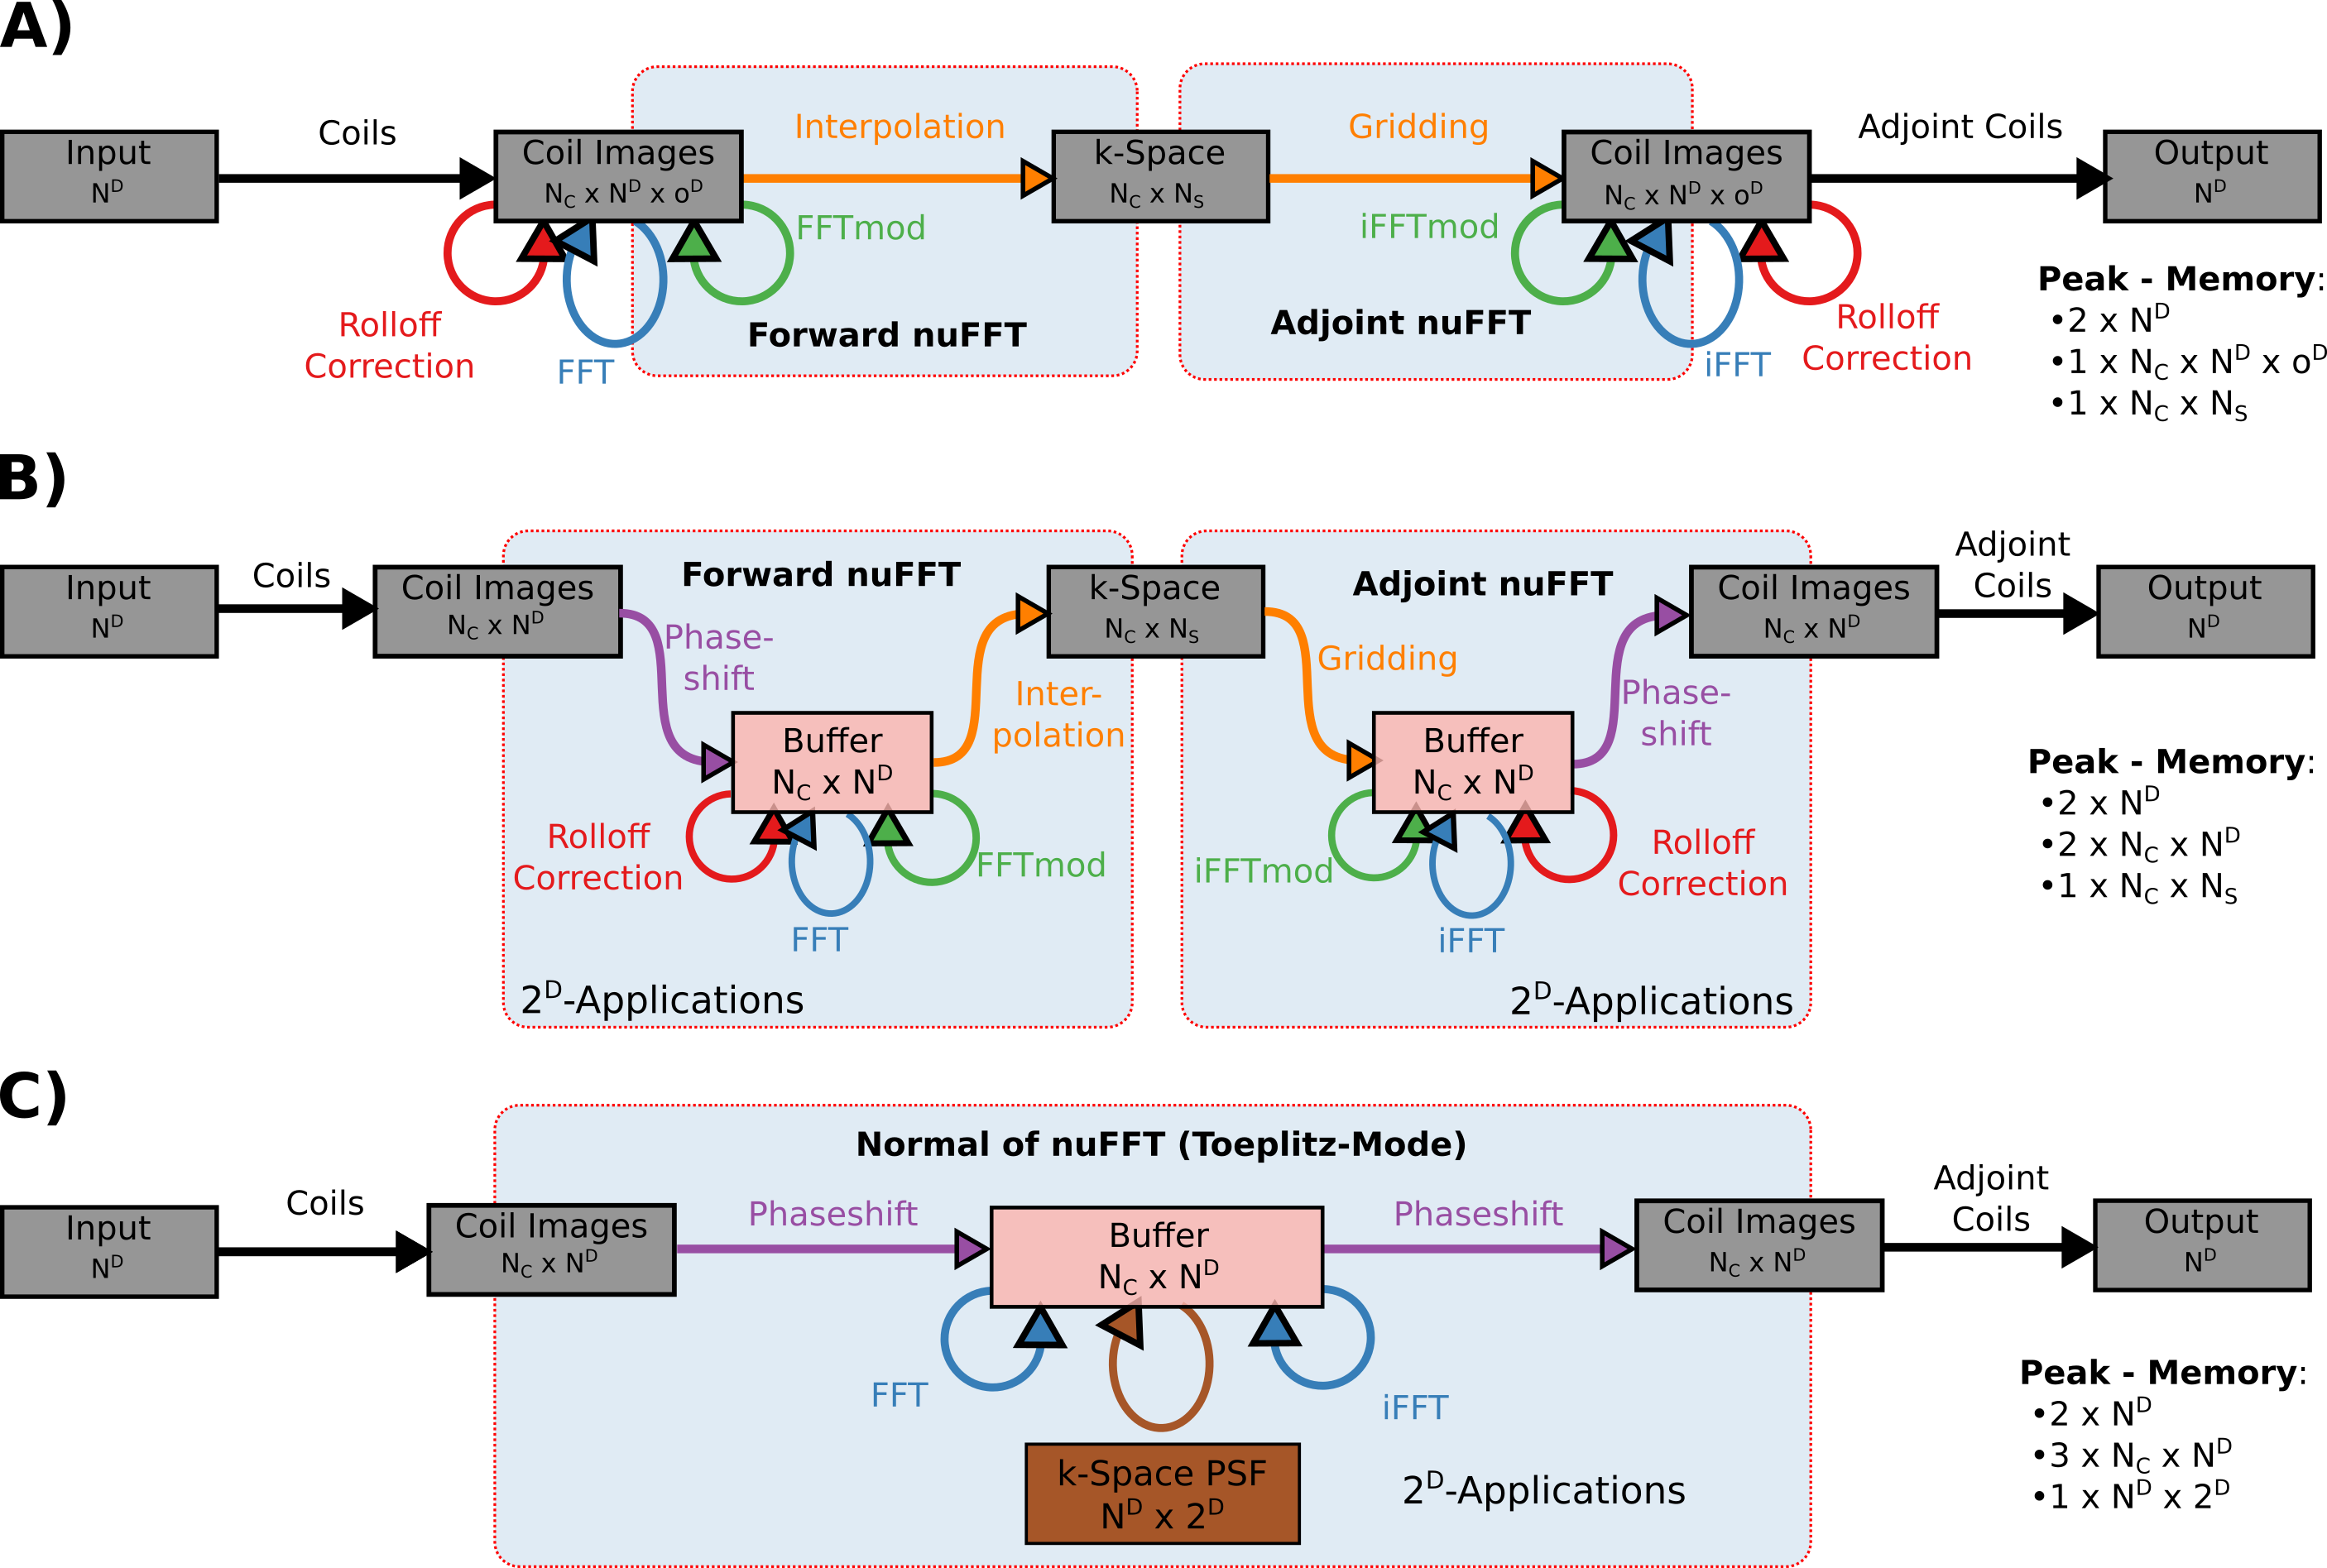 A)
Input
N^D
Coils
Coil Images
N_C x N^D x o^D
Interpolation
k-Space
N_C x N_S
Gridding
Coil Images
N_C x N^D x o^D
Adjoint Coils
Output
N^D
FFTmod
iFFTmod
Rolloff
Correction
FFT
Forward nuFFT
Adjoint nuFFT
iFFT
Rolloff
Correction
Peak - Memory:
•2 x N^D
•1 x N_C x N^D x o^D
•1 x N_C x N_S
B)
Input
N^D
Coils
Coil Images
N_C x N^D
Forward nuFFT
Phase-
shift
Buffer
N_C x N^D
Inter-
polation
Rolloff
Correction
FFT
FFTmod
2^D-Applications
k-Space
N_C x N_S
Adjoint nuFFT
Gridding
Buffer
N_C x N^D
Phase-
shift
iFFTmod
iFFT
Rolloff
Correction
2^D-Applications
Coil Images
N_C x N^D
Adjoint
Coils
Output
N^D
Peak - Memory:
•2 x N^D
•2 x N_C x N^D
•1 x N_C x N_S
C)
Normal of nuFFT (Toeplitz-Mode)
Input
N^D
Coils
Coil Images
N_C x N^D
Phaseshift
Buffer
N_C x N^D
Phaseshift
Coil Images
N_C x N^D
Adjoint
Coils
Output
N^D
FFT
iFFT
k-Space PSF
N^D x 2^D
2^D-Applications
Peak - Memory:
•2 x N^D
•3 x N_C x N^D
•1 x N^D x 2^D